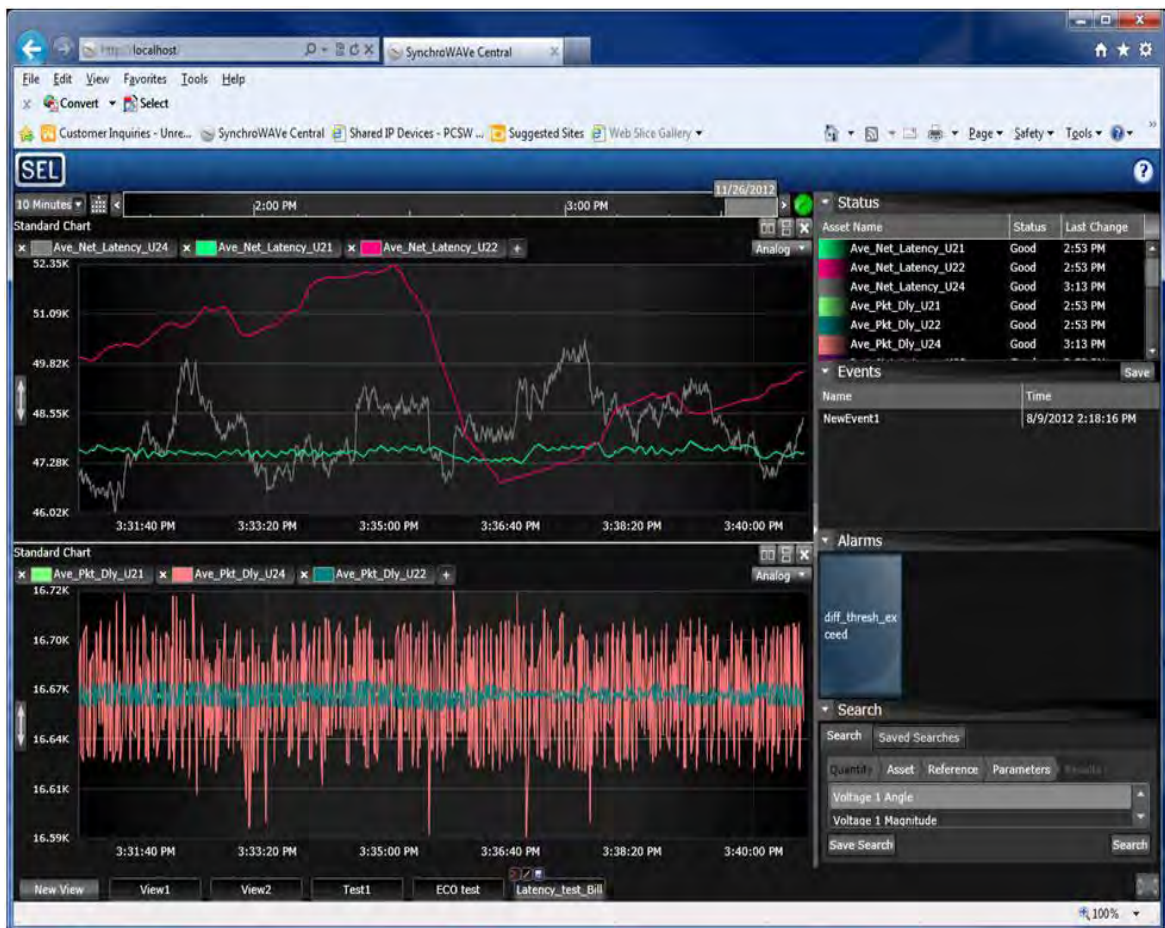 http://localhost
SynchroWAVe Central
File Edit View Favorites Tools Help
x Convert Select
Customer Inquiries - Unre... SynchroWAVe Central Shared IP Devices - PCSW ... Suggested Sites Web Slice Gallery Page Safety Tools
SEL
11/26/2012
10 Minutes 2:00 PM 3:00 PM
Standard Chart
Ave_Net_Latency_U24 Ave_Net_Latency_U21 Ave_Net_Latency_U22 + Analog
52.35K
51.09K
49.82K
48.55K
47.28K
46.02K
3:31:40 PM 3:33:20 PM 3:35:00 PM 3:36:40 PM 3:38:20 PM 3:40:00 PM
Standard Chart
Ave_Pkt_Dly_U21 Ave_Pkt_Dly_U24 Ave_Pkt_Dly_U22 + Analog
16.72K
16.70K
16.67K
16.64K
16.61K
16.59K
3:31:40 PM 3:33:20 PM 3:35:00 PM 3:36:40 PM 3:38:20 PM 3:40:00 PM
Status
Asset Name Status Last Change
Ave_Net_Latency_U21 Good 2:53 PM
Ave_Net_Latency_U22 Good 2:53 PM
Ave_Net_Latency_U24 Good 3:13 PM
Ave_Pkt_Dly_U21 Good 2:53 PM
Ave_Pkt_Dly_U22 Good 2:53 PM
Ave_Pkt_Dly_U24 Good 3:13 PM
Events Save
Name Time
NewEvent1 8/9/2012 2:18:16 PM
Alarms
diff_thresh_ex
ceed
Search
Search Saved Searches
Quantity Asset Reference Parameters Results
Voltage 1 Angle
Voltage 1 Magnitude
Save Search Search
New View View1 View2 Test1 ECO test Latency_test_Bill
100%